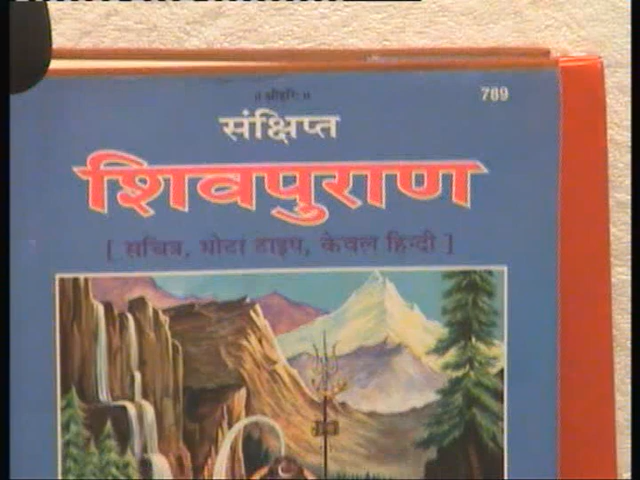 ॥ श्रीहरिः ॥
789
संक्षिप्त
शिवपुराण
[ सचित्र, मोटा टाइप, केवल हिन्दी ]